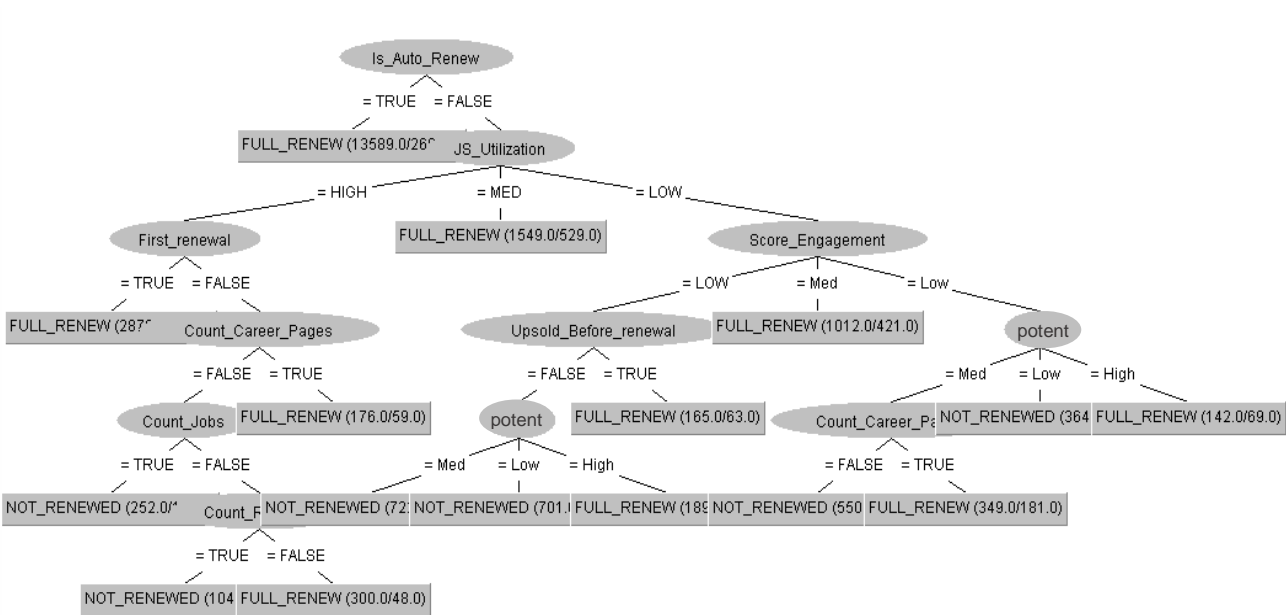 Is_Auto_Renew
= TRUE = FALSE
FULL_RENEW (13589.0/26 JS_Utilization
= HIGH = MED = LOW
First_renewal FULL_RENEW (1549.0/529.0) Score_Engagement
= TRUE = FALSE = LOW = Med = Low
FULL_RENEW (287 Count_Career_Pages Upsold_Before_renewal FULL_RENEW (1012.0/421.0) potent
= FALSE = TRUE = FALSE = TRUE = Med = Low = High
Count_Jobs FULL_RENEW (176.0/59.0) potent FULL_RENEW (165.0/63.0) Count_Career_Pa NOT_RENEWED (364 FULL_RENEW (142.0/69.0)
= TRUE = FALSE = Med = Low = High = FALSE = TRUE
NOT_RENEWED (252.0/ Count_R NOT_RENEWED (72 NOT_RENEWED (701. FULL_RENEW (189 NOT_RENEWED (550 FULL_RENEW (349.0/181.0)
= TRUE = FALSE
NOT_RENEWED (104 FULL_RENEW (300.0/48.0)